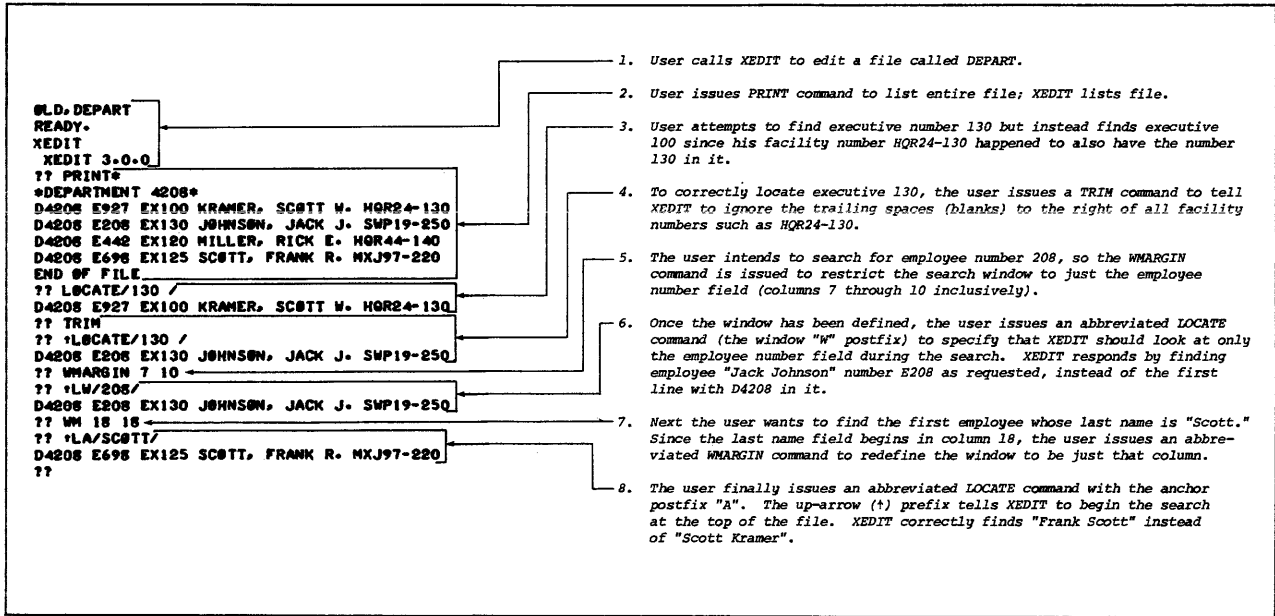 OLD,DEPART
READY.
XEDIT
XEDIT 3.0.0
?? PRINT*
*DEPARTMENT 4208*
D4208 E927 EX100 KRAMER, SCOTT W. HQR24-130
D4208 E208 EX130 JOHNSON, JACK J. SWP19-250
D4208 E442 EX120 MILLER, RICK E. HQR44-140
D4208 E698 EX125 SCOTT, FRANK R. MXJ97-220
END OF FILE
?? LOCATE/130 /
D4208 E927 EX100 KRAMER, SCOTT W. HQR24-130
?? TRIM
?? ↑LOCATE/130 /
D4208 E208 EX130 JOHNSON, JACK J. SWP19-250
?? WMARGIN 7 10
?? ↑LW/208/
D4208 E208 EX130 JOHNSON, JACK J. SWP19-250
?? WM 18 18
?? ↑LA/SCOTT/
D4208 E698 EX125 SCOTT, FRANK R. MXJ97-220
??
1. User calls XEDIT to edit a file called DEPART.
2. User issues PRINT command to list entire file; XEDIT lists file.
3. User attempts to find executive number 130 but instead finds executive
100 since his facility number HQR24-130 happened to also have the number
130 in it.
4. To correctly locate executive 130, the user issues a TRIM command to tell
XEDIT to ignore the trailing spaces (blanks) to the right of all facility
numbers such as HQR24-130.
5. The user intends to search for employee number 208, so the WMARGIN
command is issued to restrict the search window to just the employee
number field (columns 7 through 10 inclusively).
6. Once the window has been defined, the user issues an abbreviated LOCATE
command (the window "W" postfix) to specify that XEDIT should look at only
the employee number field during the search. XEDIT responds by finding
employee "Jack Johnson" number E208 as requested, instead of the first
line with D4208 in it.
7. Next the user wants to find the first employee whose last name is "Scott."
Since the last name field begins in column 18, the user issues an abbre-
viated WMARGIN command to redefine the window to be just that column.
8. The user finally issues an abbreviated LOCATE command with the anchor
postfix "A". The up-arrow (↑) prefix tells XEDIT to begin the search
at the top of the file. XEDIT correctly finds "Frank Scott" instead
of "Scott Kramer".